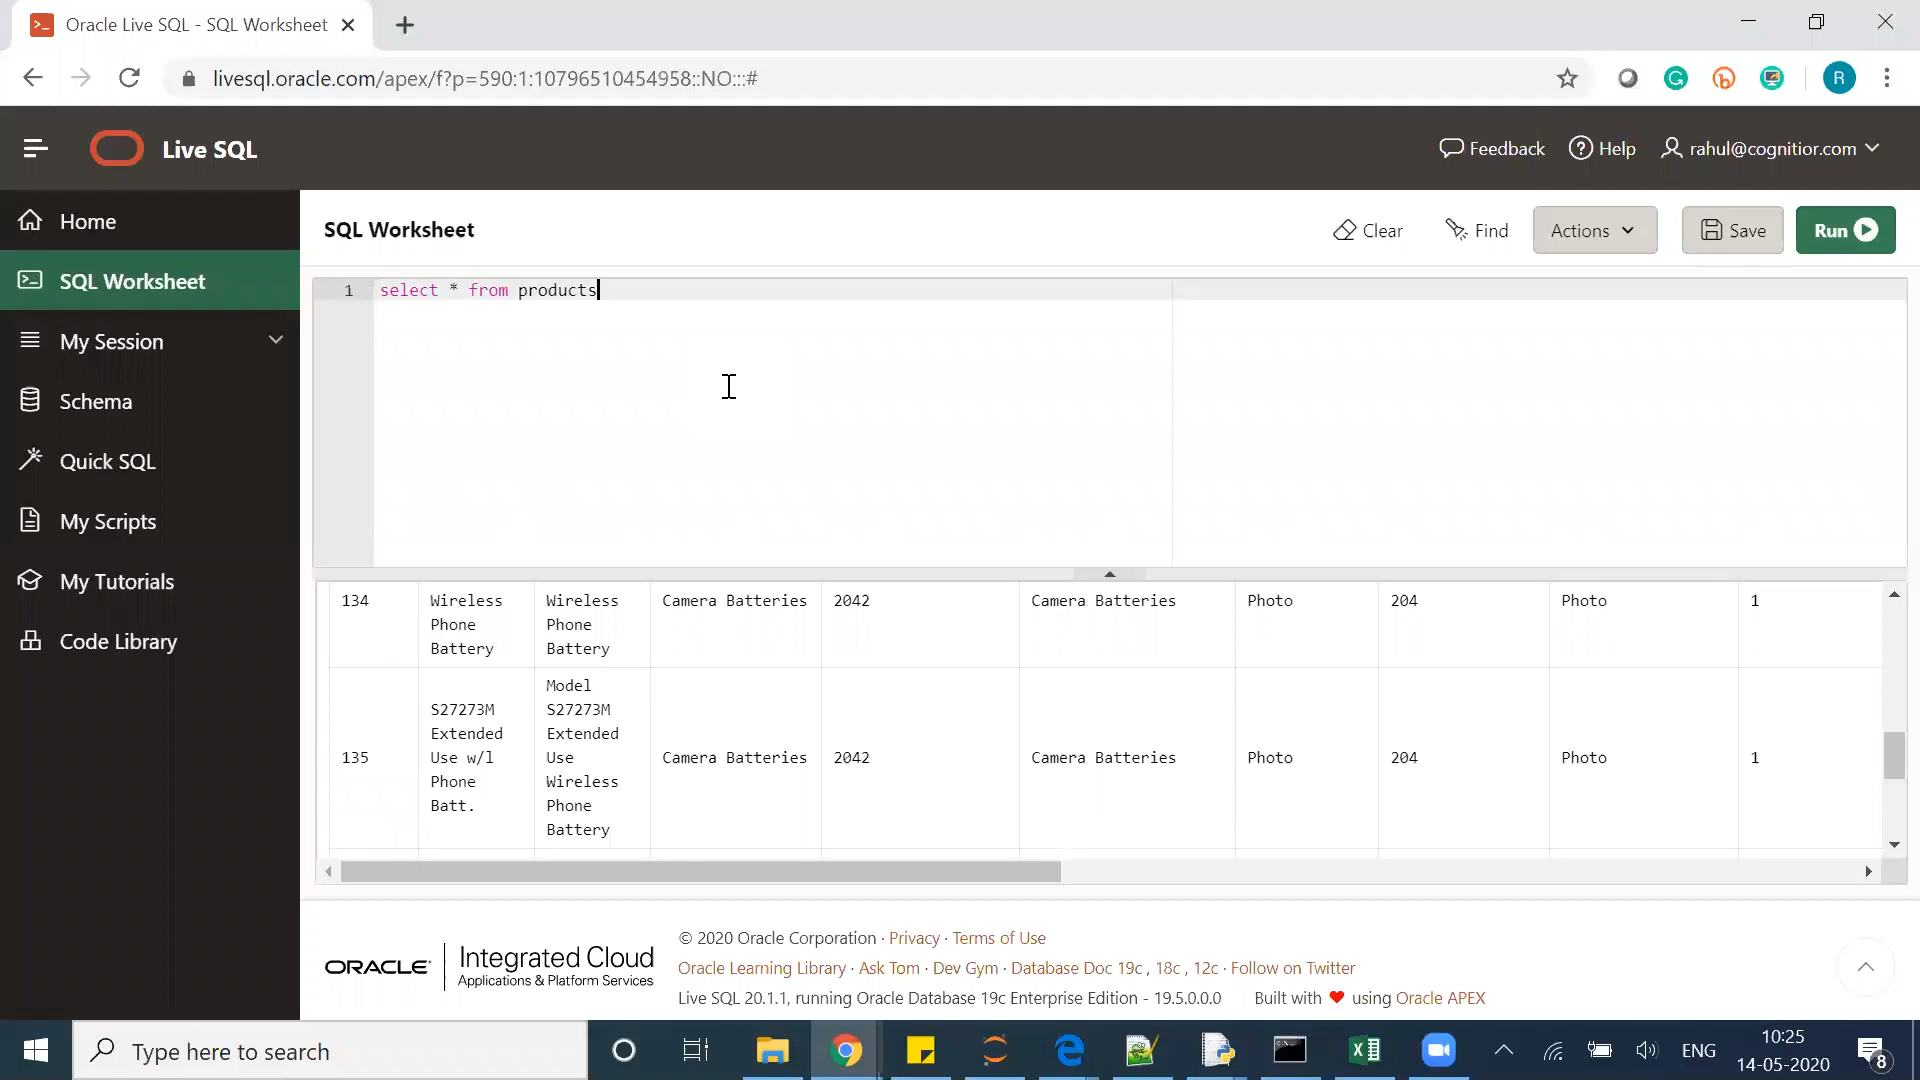 Oracle Live SQL - SQL Worksheet
livesql.oracle.com/apex/f?p=590:1:10796510454958::NO:::#
R
Live SQL
Feedback
Help
rahul@cognitior.com
Home
SQL Worksheet
My Session
Schema
Quick SQL
My Scripts
My Tutorials
Code Library
SQL Worksheet
Clear
Find
Actions
Save
Run
1 select * from products
134 Wireless Phone Battery Wireless Phone Battery Camera Batteries 2042 Camera Batteries Photo 204 Photo 1
135 S27273M Extended Use w/l Phone Batt. Model S27273M Extended Use Wireless Phone Battery Camera Batteries 2042 Camera Batteries Photo 204 Photo 1
ORACLE
Integrated Cloud
Applications & Platform Services
© 2020 Oracle Corporation · Privacy · Terms of Use
Oracle Learning Library · Ask Tom · Dev Gym · Database Doc 19c , 18c , 12c · Follow on Twitter
Live SQL 20.1.1, running Oracle Database 19c Enterprise Edition - 19.5.0.0.0 Built with ♥ using Oracle APEX
Type here to search
ENG
10:25
14-05-2020
8